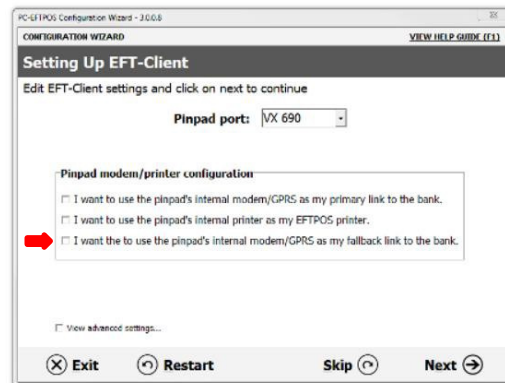 PC-EFTPOS Configuration Wizard - 3.0.0.8
CONFIGURATION WIZARD
VIEW HELP GUIDE (F1)
Setting Up EFT-Client
Edit EFT-Client settings and click on next to continue
Pinpad port: VX 690
Pinpad modem/printer configuration
I want to use the pinpad's internal modem/GPRS as my primary link to the bank.
I want to use the pinpad's internal printer as my EFTPOS printer.
I want the to use the pinpad's internal modem/GPRS as my fallback link to the bank.
View advanced settings...
Exit Restart Skip Next